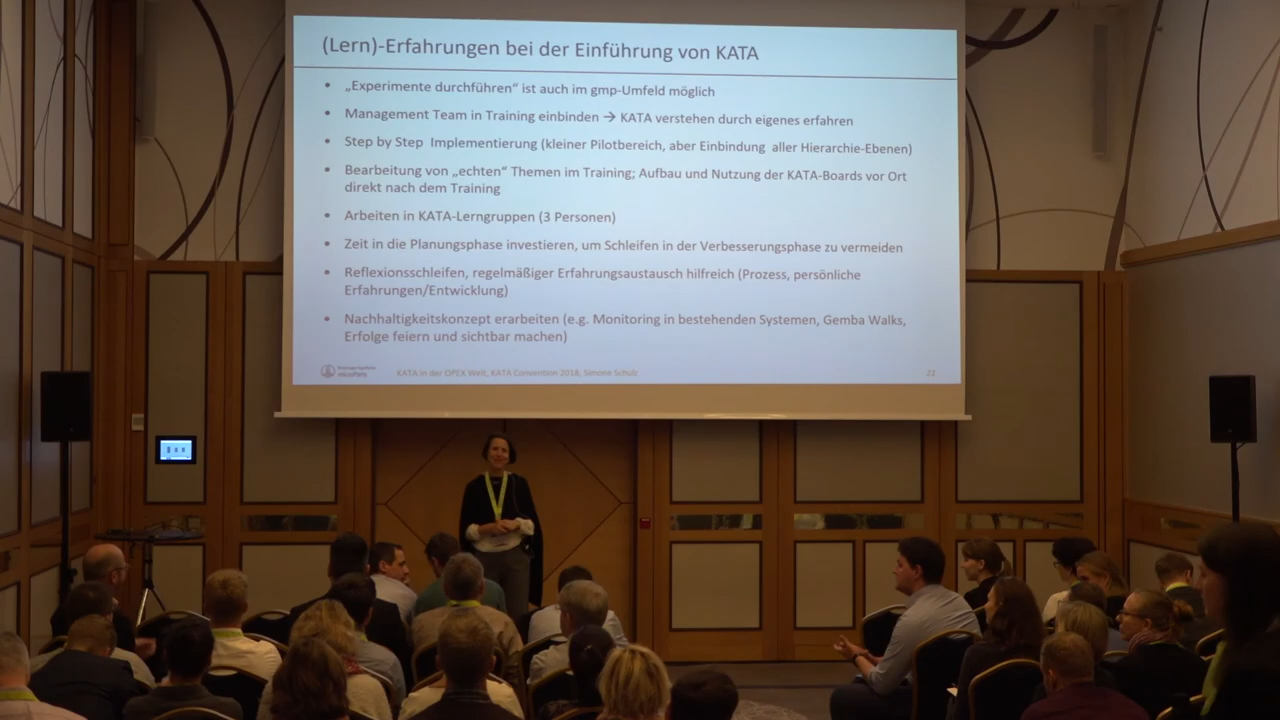 (Lern)-Erfahrungen bei der Einführung von KATA
• „Experimente durchführen“ ist auch im gmp-Umfeld möglich
• Management Team in Training einbinden → KATA verstehen durch eigenes erfahren
• Step by Step Implementierung (kleiner Pilotbereich, aber Einbindung aller Hierarchie-Ebenen)
• Bearbeitung von „echten“ Themen im Training; Aufbau und Nutzung der KATA-Boards vor Ort
direkt nach dem Training
• Arbeiten in KATA-Lerngruppen (3 Personen)
• Zeit in die Planungsphase investieren, um Schleifen in der Verbesserungsphase zu vermeiden
• Reflexionsschleifen, regelmäßiger Erfahrungsaustausch hilfreich (Prozess, persönliche
Erfahrungen/Entwicklung)
• Nachhaltigkeitskonzept erarbeiten (e.g. Monitoring in bestehenden Systemen, Gemba Walks,
Erfolge feiern und sichtbar machen)
KATA in der OPEX Welt, KATA Convention 2018, Simone Schulz
22